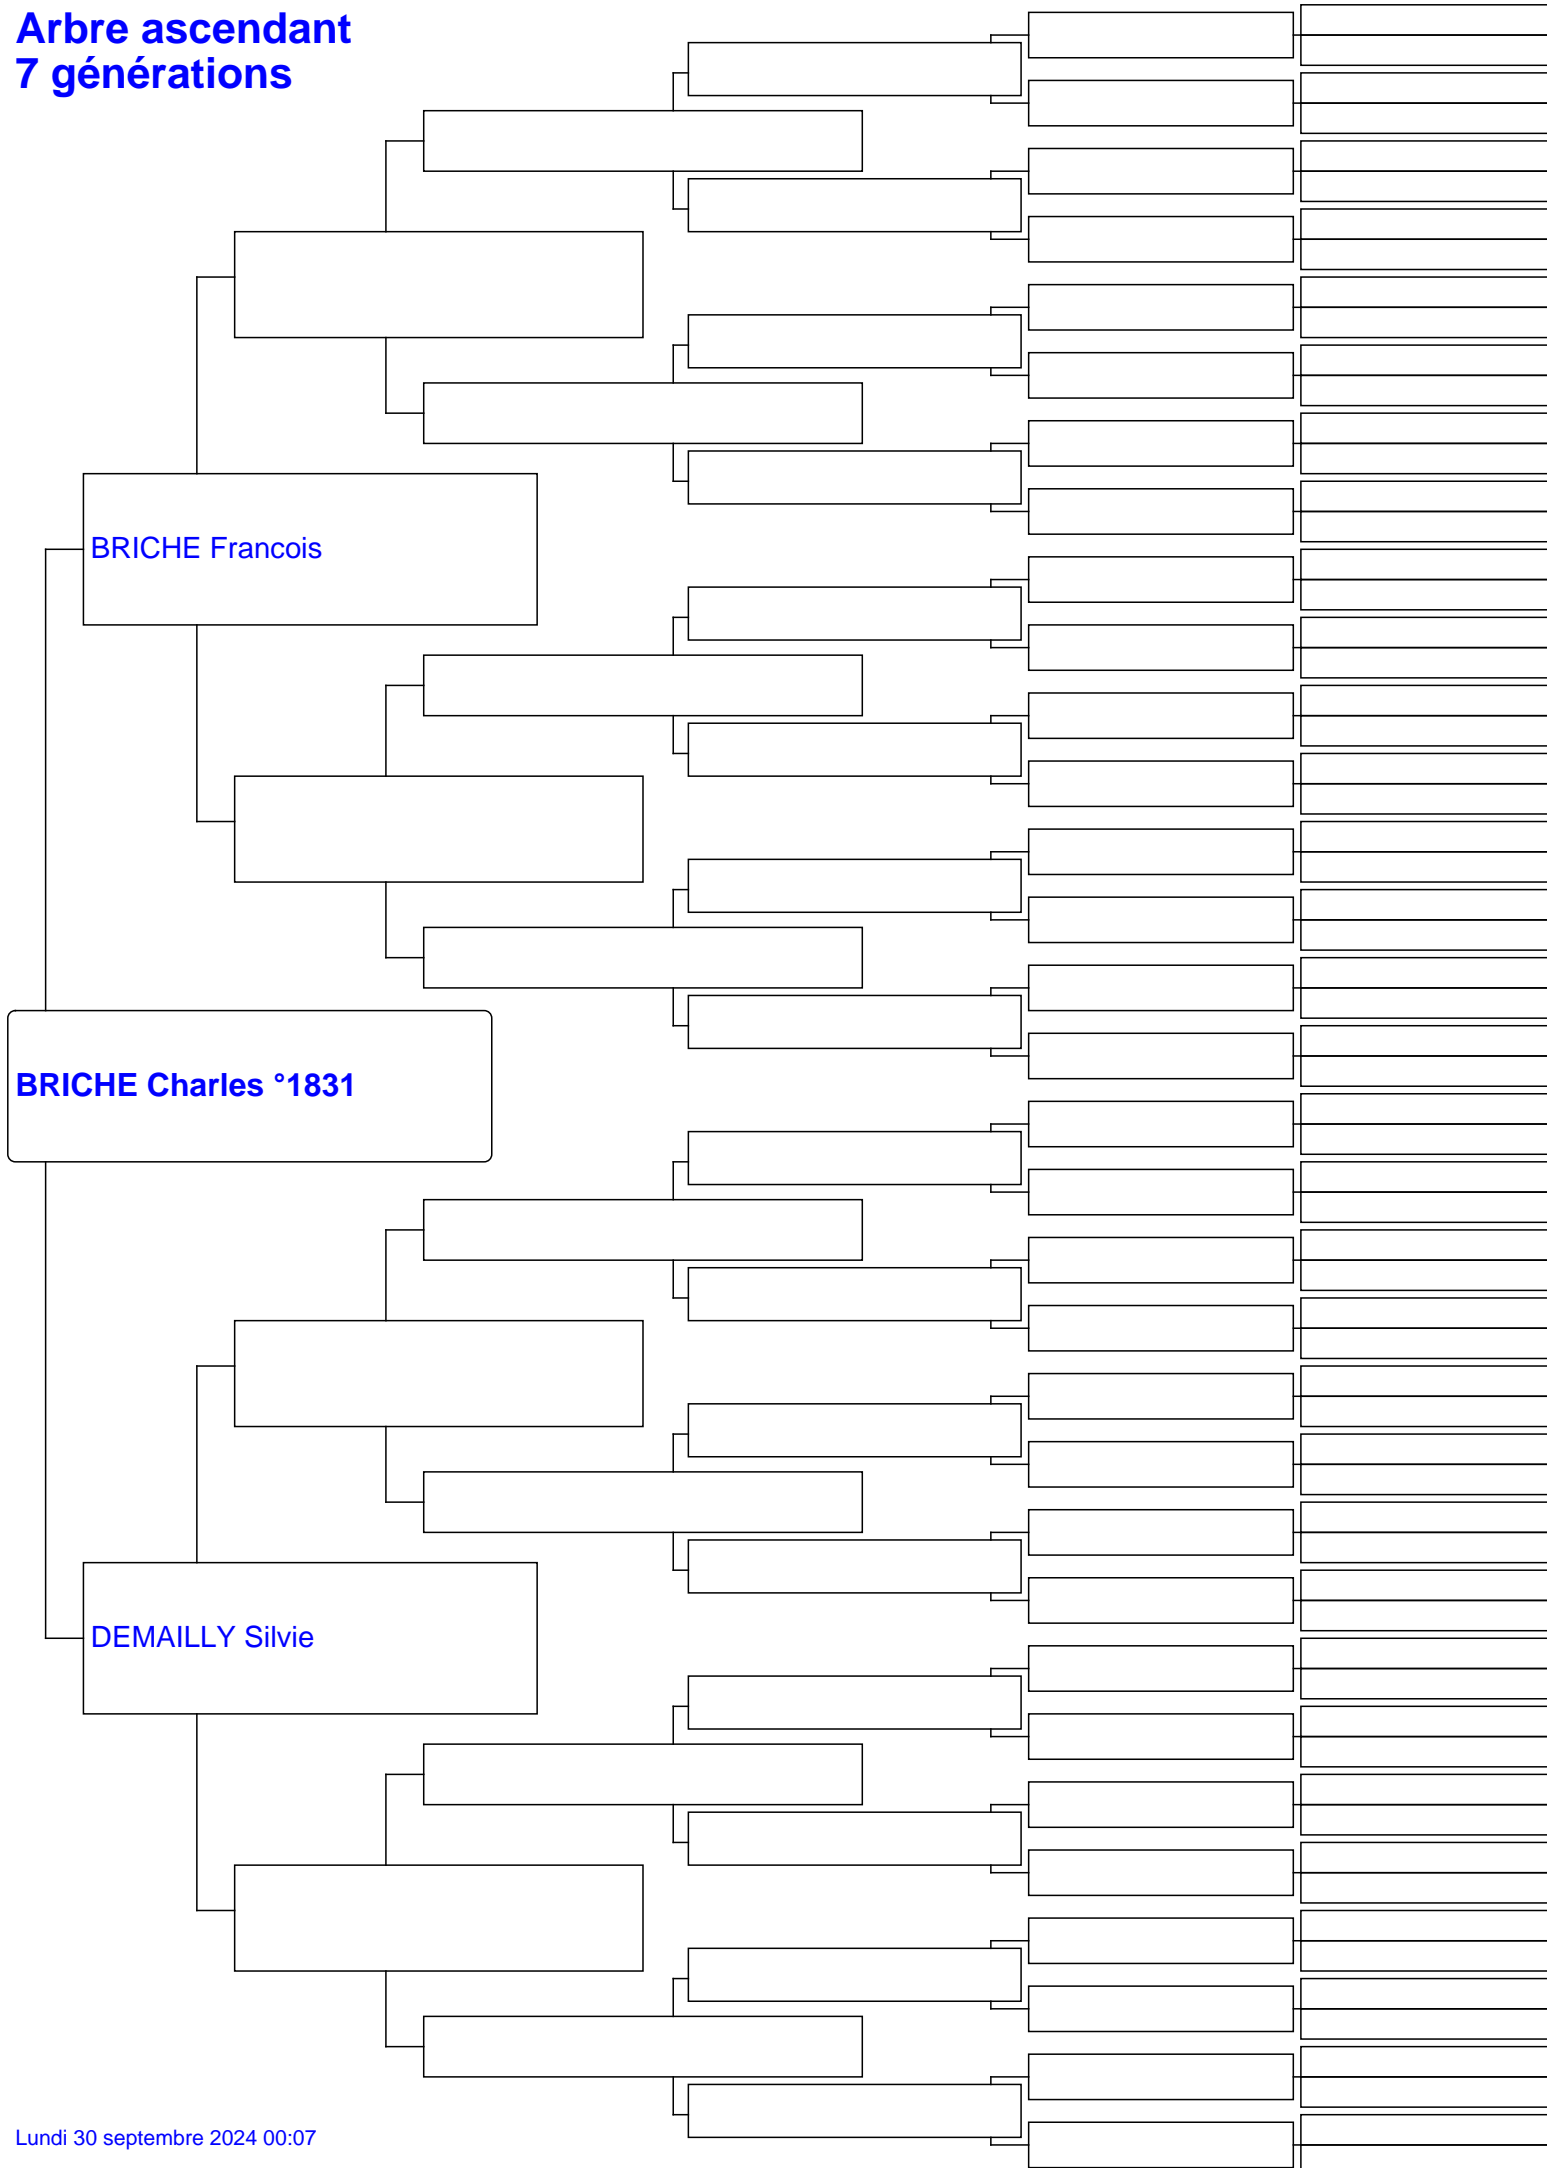 Arbre ascendant
7 générations
BRICHE Francois
BRICHE Charles °1831
DEMAILLY Silvie
Lundi 30 septembre 2024 00:07